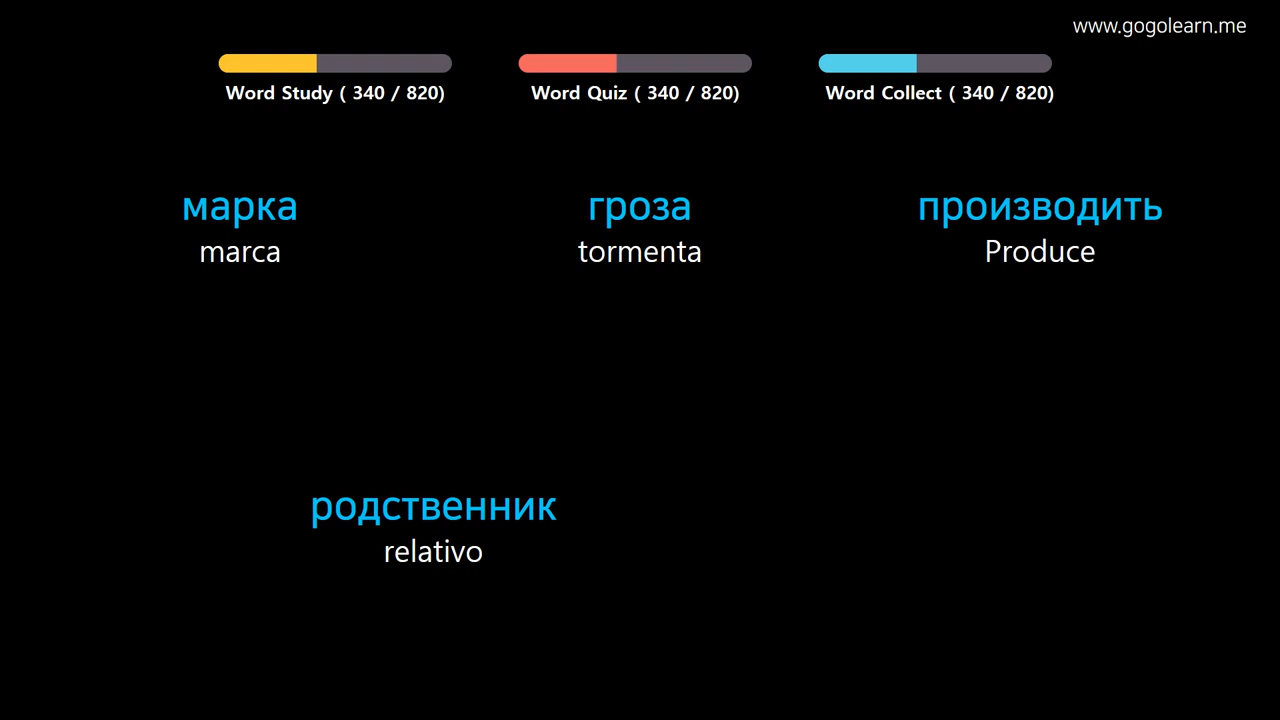 www.gogolearn.me
Word Study ( 340 / 820)
Word Quiz ( 340 / 820)
Word Collect ( 340 / 820)
марка
marca
гроза
tormenta
производить
Produce
родственник
relativo